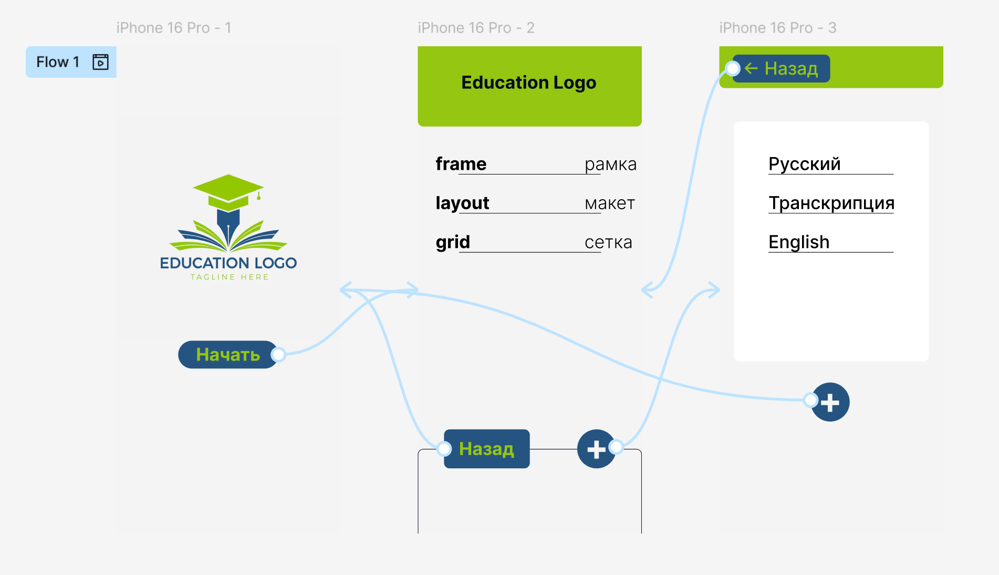 iPhone 16 Pro - 1
Flow 1
EDUCATION LOGO
TAGLINE HERE
Начать
iPhone 16 Pro - 2
Education Logo
frame рамка
layout макет
grid сетка
Назад
iPhone 16 Pro - 3
← Назад
Русский
Транскрипция
English